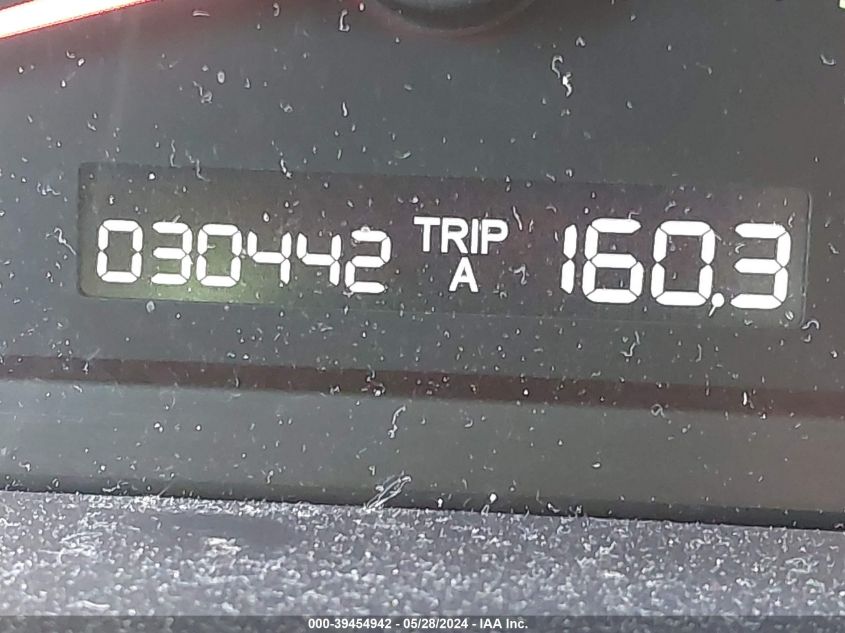 030442 TRIP A 160.3
000-39454942 - 05/28/2024 - IAA Inc.